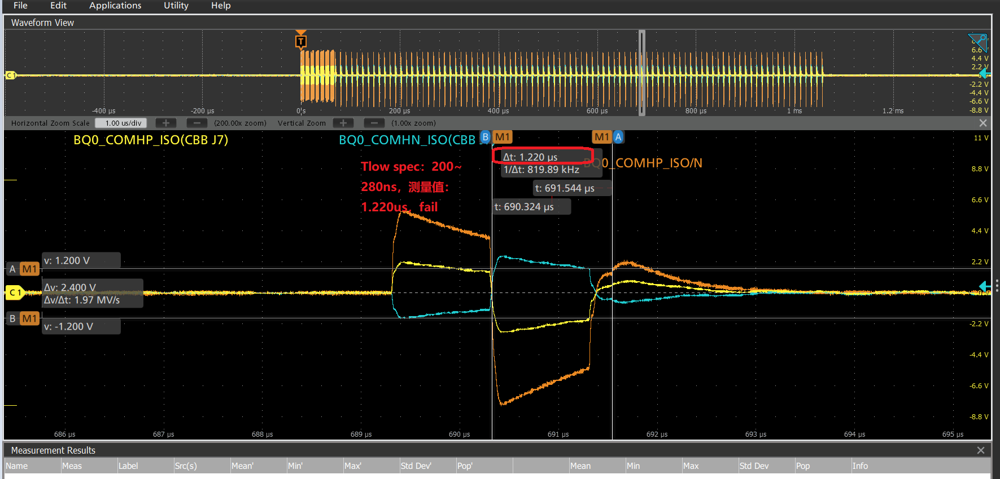 File Edit Applications Utility Help
Waveform View
T
C 1
6.6
4.4 V
2.2 V
-2.2 V
-4.4 V
-6.6 V
-8.8 V
-400 µs -200 µs 0 s 200 µs 400 µs 600 µs 800 µs 1 ms 1.2 ms
Horizontal Zoom Scale 1.00 us/div + − (200.00x zoom) Vertical Zoom + − (1.00x zoom)
BQ0_COMHP_ISO(CBB J7) BQ0_COMHN_ISO(CBB B M1 M1 A 11 V
Δt: 1.220 µs
BQ0_COMHP_ISO/N
1/Δt: 819.89 kHz 8.8 V
Tlow spec：200~
280ns，测量值：
1.220us，fail
t: 691.544 µs
6.6 V
t: 690.324 µs
4.4 V
v: 1.200 V
2.2 V
A M1
Δv: 2.400 V
C 1
Δv/Δt: 1.97 MV/s
B M1
v: -1.200 V
-2.2 V
-4.4 V
-6.6 V
-8.8 V
686 µs 687 µs 688 µs 689 µs 690 µs 691 µs 692 µs 693 µs 694 µs 695 µs
Measurement Results
Name Meas Label Src(s) Mean' Min' Max' Std Dev' Pop' Mean Min Max Std Dev Pop Info